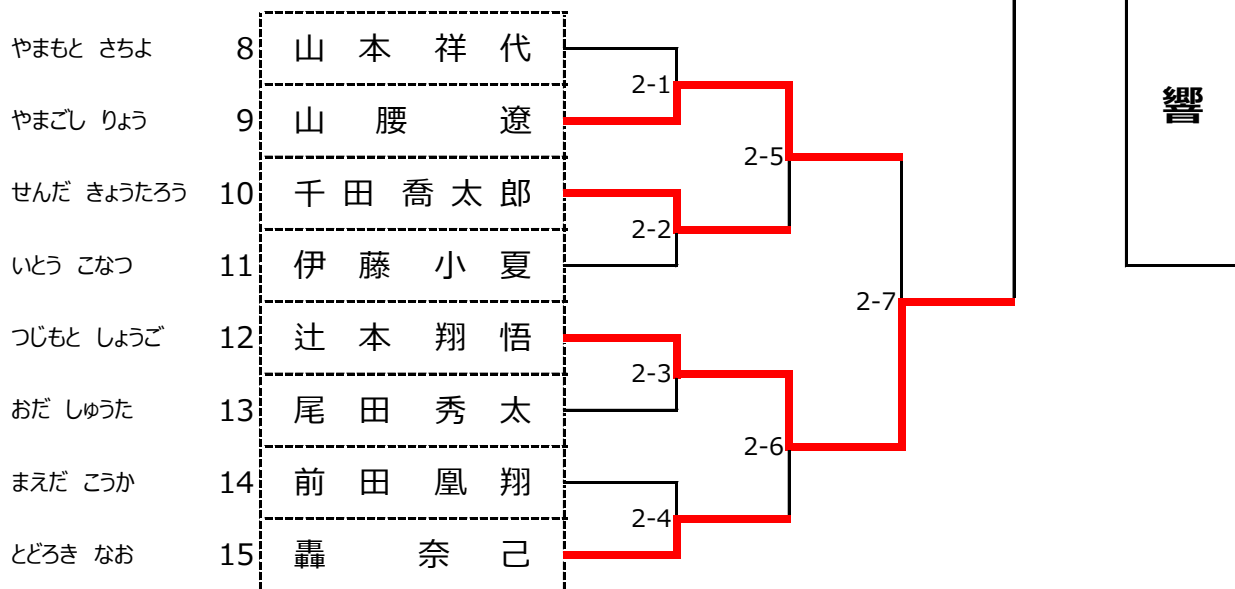 やまもと さちよ 8 山本祥代
やまごし りょう 9 山腰遼
せんだ きょうたろう 10 千田喬太郎
いとう こなつ 11 伊藤小夏
つじもと しょうご 12 辻本翔悟
おだ しゅうた 13 尾田秀太
まえだ こうか 14 前田凰翔
とどろき なお 15 轟奈己
2-1
2-2
2-3
2-4
2-5
2-6
2-7
響